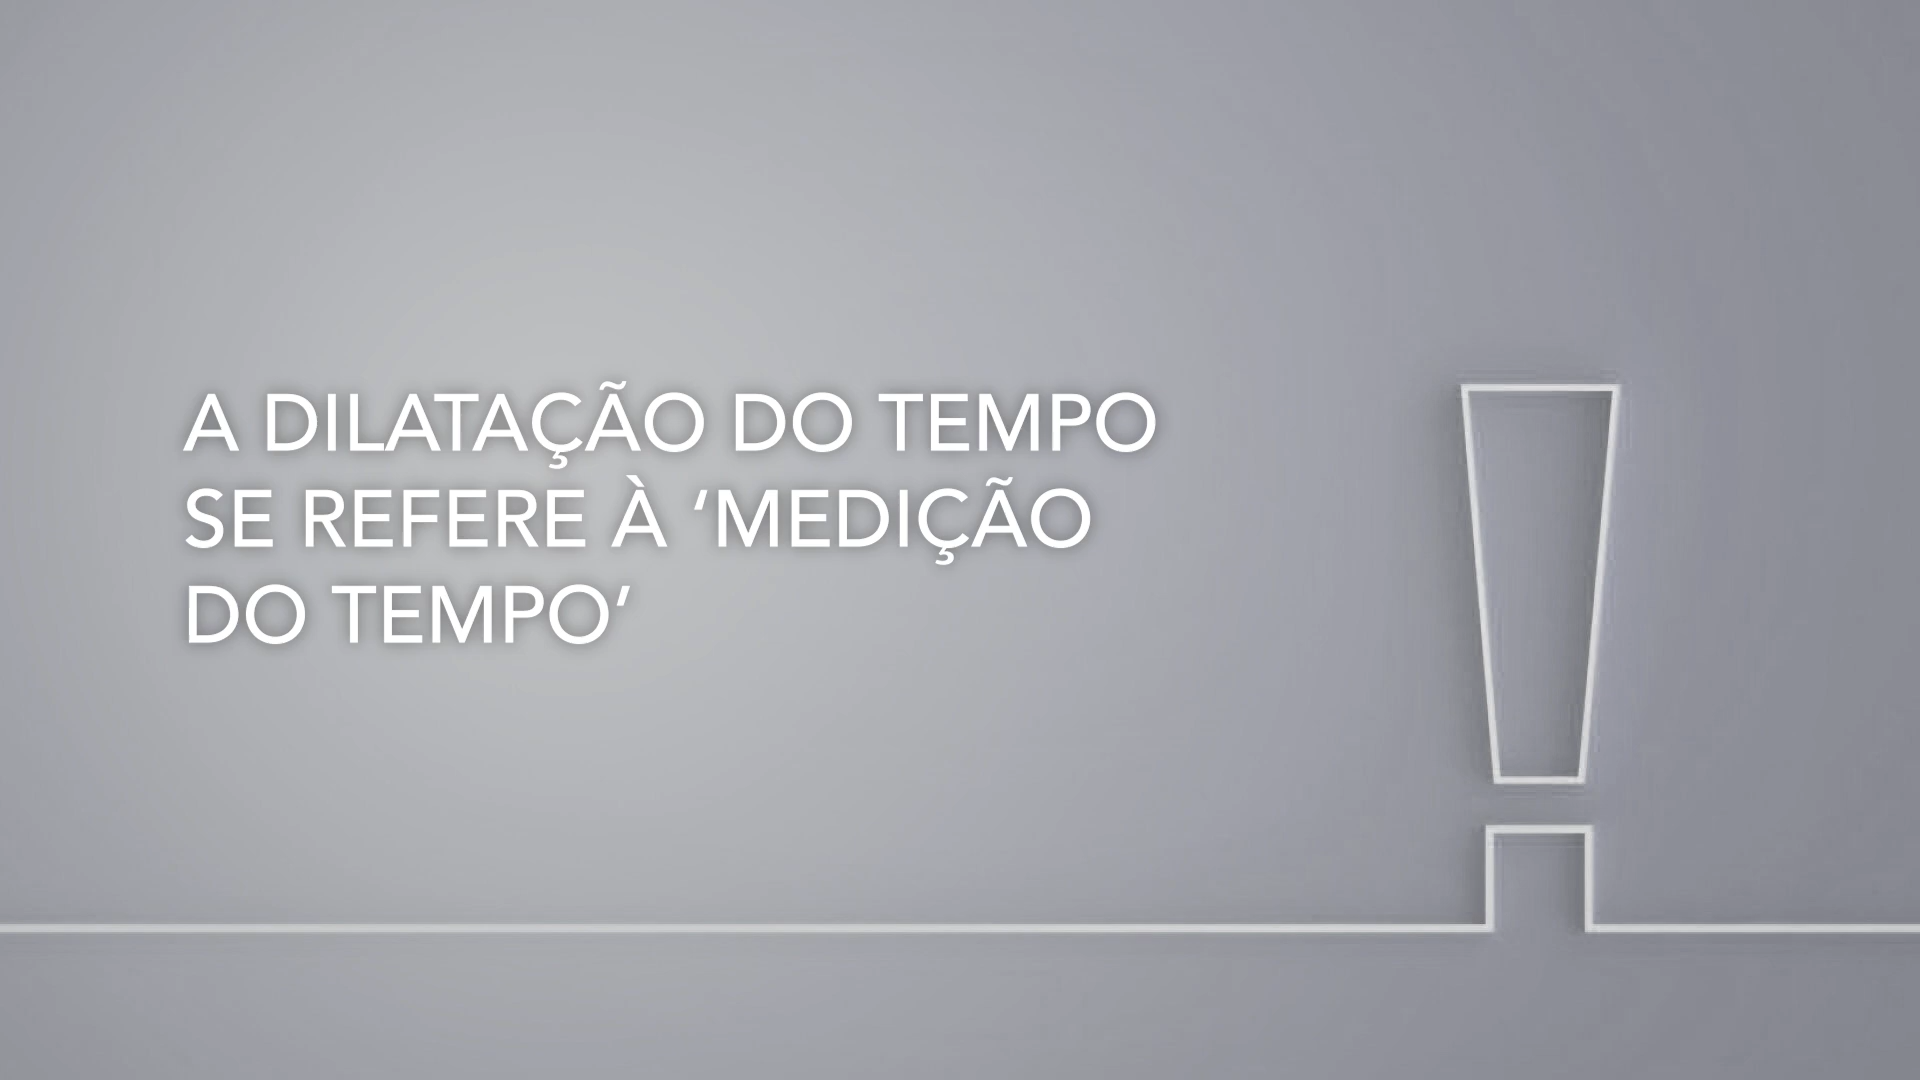 A DILATAÇÃO DO TEMPO
SE REFERE À ‘MEDIÇÃO
DO TEMPO’